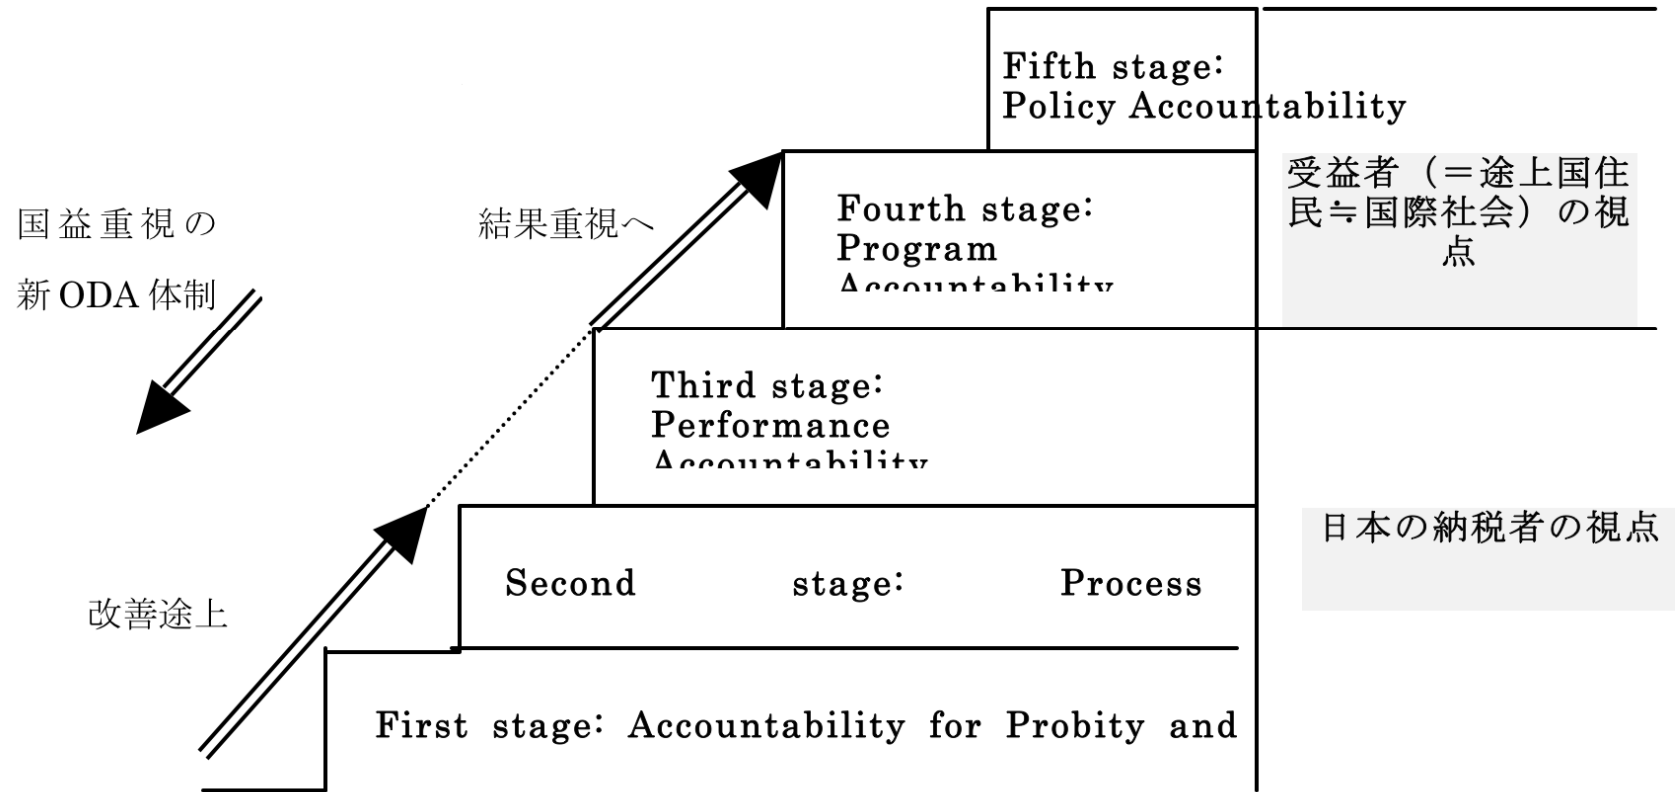 Fifth stage:
Policy Accountability
受益者（＝途上国住
民≒国際社会）の視
点
国益重視の
新 ODA 体制
結果重視へ
Fourth stage:
Program
Accountability
Third stage:
Performance
Accountability
日本の納税者の視点
Second stage: Process
改善途上
First stage: Accountability for Probity and